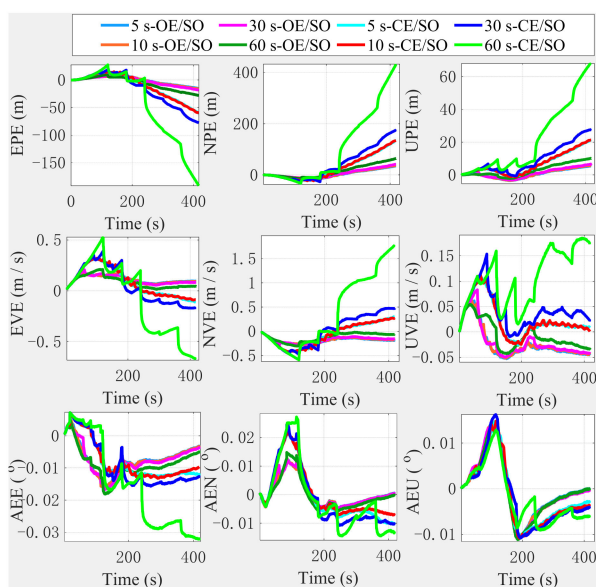 5 s-OE/SO 30 s-OE/SO 5 s-CE/SO 30 s-CE/SO
10 s-OE/SO 60 s-OE/SO 10 s-CE/SO 60 s-CE/SO
EPE (m)
0
−50
−100
−150
0 200 400
Time (s)
NPE (m)
400
200
0
200 400
Time (s)
UPE (m)
60
40
20
0
200 400
Time (s)
EVE (m / s)
0.5
0
−0.5
200 400
Time (s)
NVE (m / s)
1.5
1
0.5
0
−0.5
200 400
Time (s)
UVE (m / s)
0.15
0.10
0.05
0
−0.05
200 400
Time (s)
AEE ( °)
0
−0.01
−0.02
−0.03
200 400
Time (s)
AEN ( °)
0.02
0.01
0
−0.01
200 400
Time (s)
AEU ( °)
0.01
0
−0.01
200 400
Time (s)